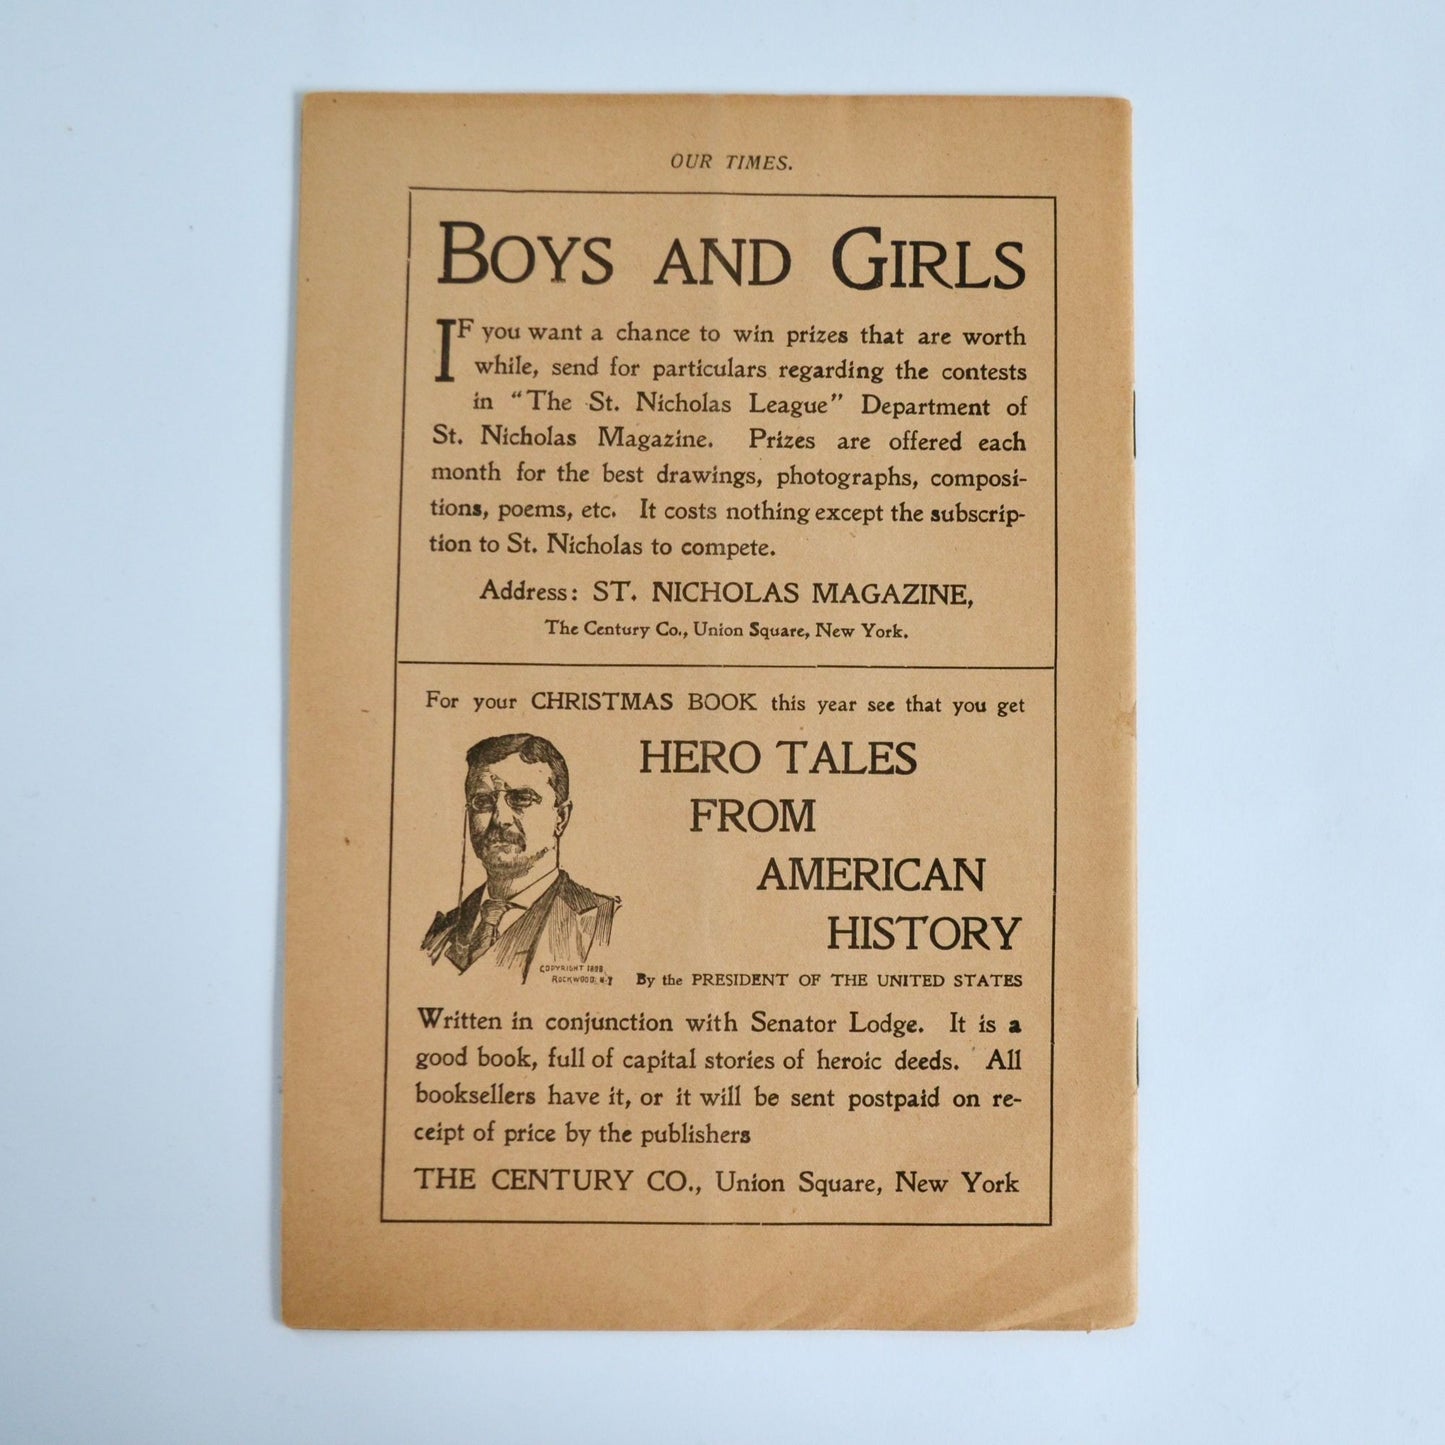 OUR TIMES.
BOYS AND GIRLS
IF you want a chance to win prizes that are worth
while, send for particulars regarding the contests
in “The St. Nicholas League” Department of
St. Nicholas Magazine. Prizes are offered each
month for the best drawings, photographs, composi-
tions, poems, etc. It costs nothing except the subscrip-
tion to St. Nicholas to compete.
Address: ST. NICHOLAS MAGAZINE,
The Century Co., Union Square, New York.
For your CHRISTMAS BOOK this year see that you get
HERO TALES
FROM
AMERICAN
HISTORY
COPYRIGHT 1898
ROCKWOOD, N-Y
By the PRESIDENT OF THE UNITED STATES
Written in conjunction with Senator Lodge. It is a
good book, full of capital stories of heroic deeds. All
booksellers have it, or it will be sent postpaid on re-
ceipt of price by the publishers
THE CENTURY CO., Union Square, New York